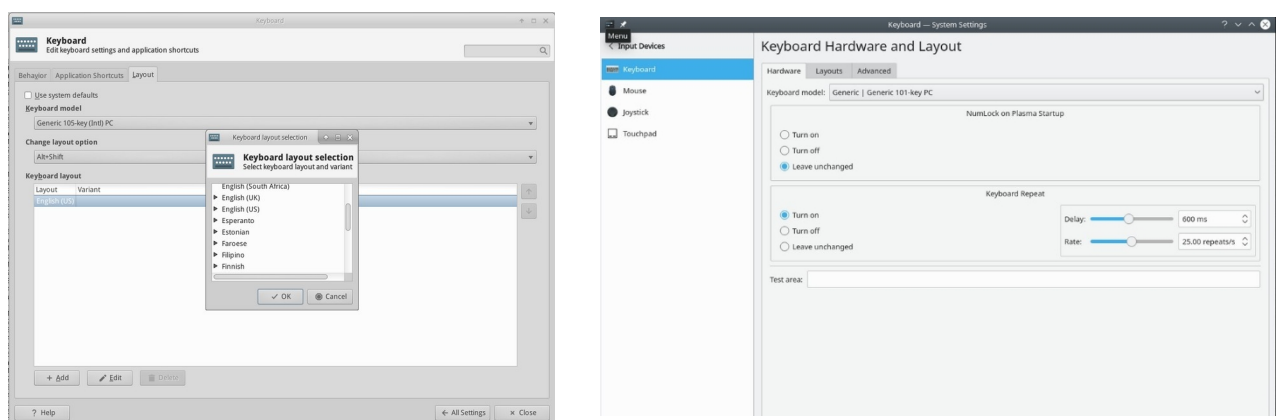 Keyboard
Keyboard
Edit keyboard settings and application shortcuts
Behavior Application Shortcuts Layout
Use system defaults
Keyboard model
Generic 105-key (Intl) PC
Change layout option
Alt+Shift
Keyboard layout
Layout Variant
English (US)
Keyboard layout selection
Keyboard layout selection
Select keyboard layout and variant
English (South Africa)
English (UK)
English (US)
Esperanto
Estonian
Faroese
Filipino
Finnish
OK Cancel
Add Edit Delete
? Help All Settings Close
Keyboard — System Settings
Menu
Input Devices
Keyboard
Mouse
Joystick
Touchpad
Keyboard Hardware and Layout
Hardware Layouts Advanced
Keyboard model: Generic | Generic 101-key PC
NumLock on Plasma Startup
Turn on
Turn off
Leave unchanged
Keyboard Repeat
Turn on
Turn off
Leave unchanged
Delay: 600 ms
Rate: 25.00 repeats/s
Test area: